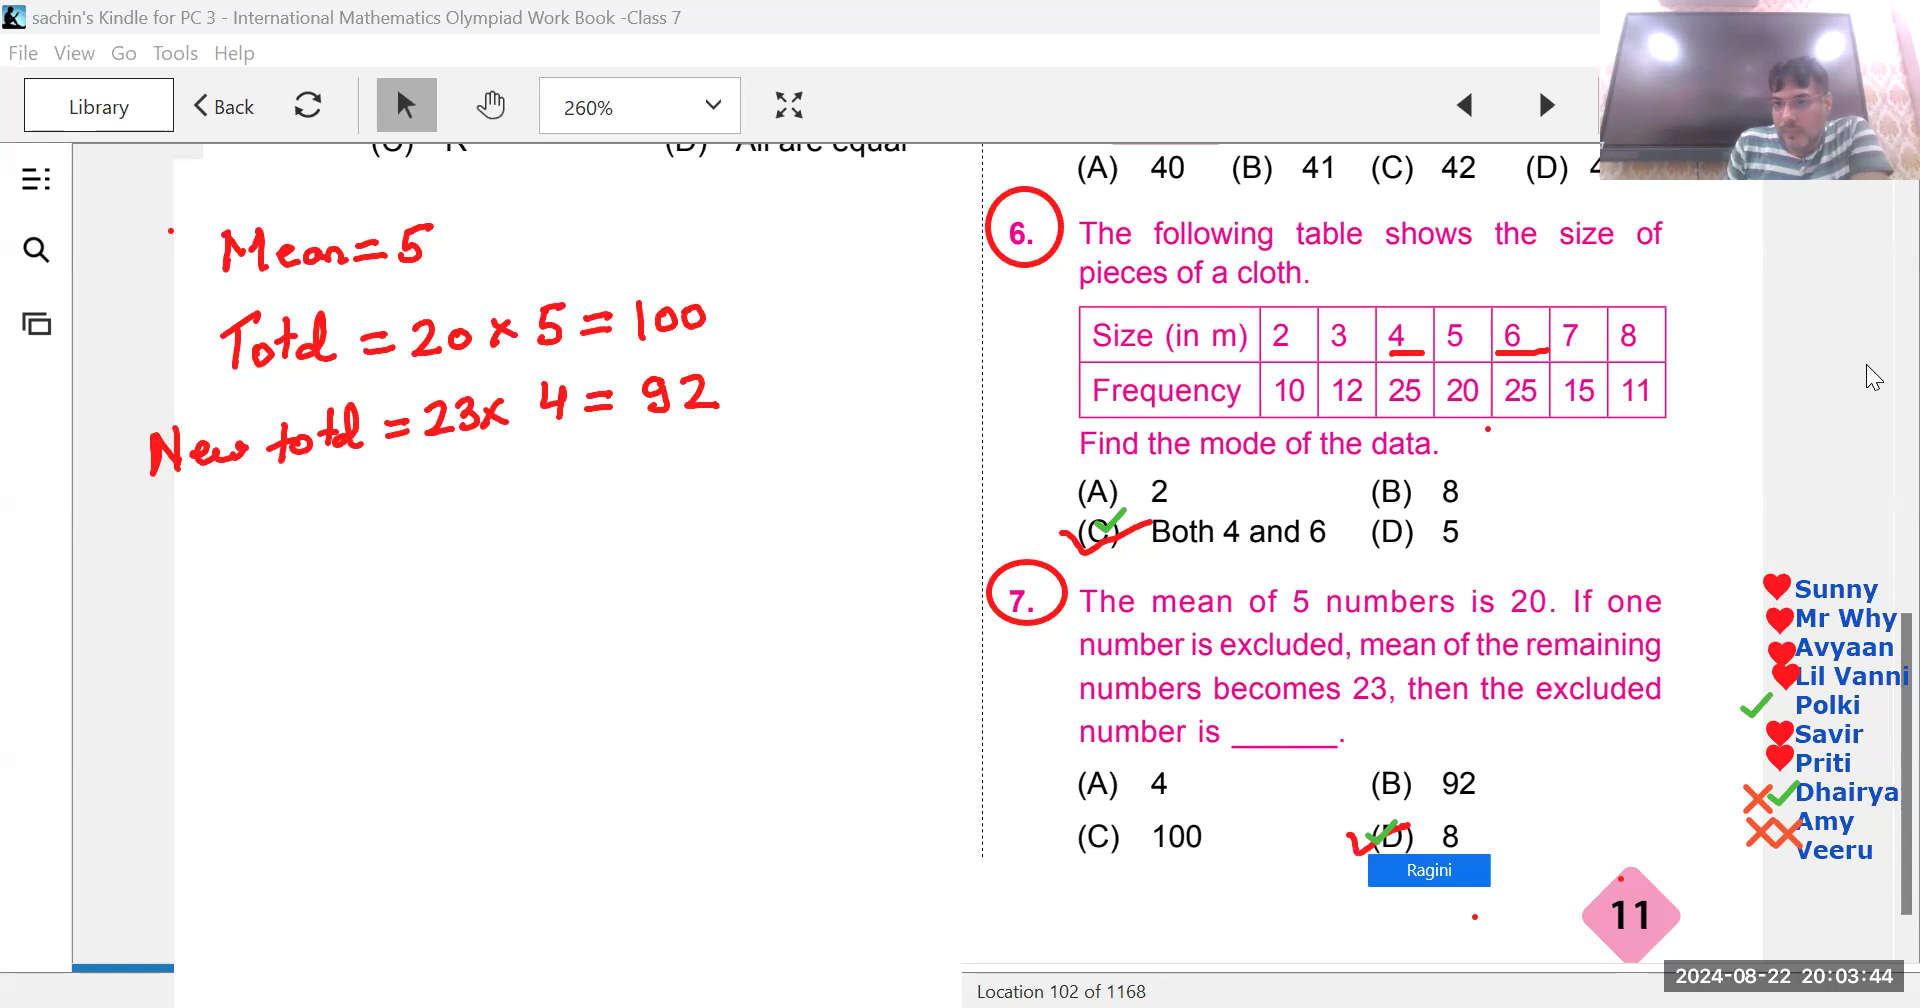 sachin's Kindle for PC 3 - International Mathematics Olympiad Work Book -Class 7
File View Go Tools Help
Library Back 260%
(D) All are equal
Mean = 5
Total = 20 × 5 = 100
New total = 23 × 4 = 92
(A) 40 (B) 41 (C) 42 (D)
6. The following table shows the size of
pieces of a cloth.
Size (in m) 2 3 4 5 6 7 8
Frequency 10 12 25 20 25 15 11
Find the mode of the data.
(A) 2 (B) 8
(C) Both 4 and 6 (D) 5
7. The mean of 5 numbers is 20. If one
number is excluded, mean of the remaining
numbers becomes 23, then the excluded
number is ______.
(A) 4 (B) 92
(C) 100 (D) 8
Ragini
11
Sunny
Mr Why
Avyaan
Lil Vanni
Polki
Savir
Priti
Dhairya
Amy
Veeru
2024-08-22 20:03:44
Location 102 of 1168